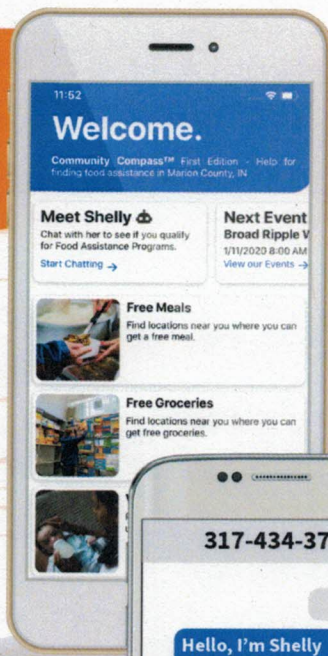 11:52
Welcome.
Community Compass™ First Edition - Help for
finding food assistance in Marion County, IN
Meet Shelly
Chat with her to see if you qualify
for Food Assistance Programs.
Start Chatting →
Next Event
Broad Ripple W
1/11/2020 8:00 AM
View our Events →
Free Meals
Find locations near you where you can
get a free meal.
Free Groceries
Find locations near you where you can
get free groceries.
317-434-37
Hello, I'm Shelly